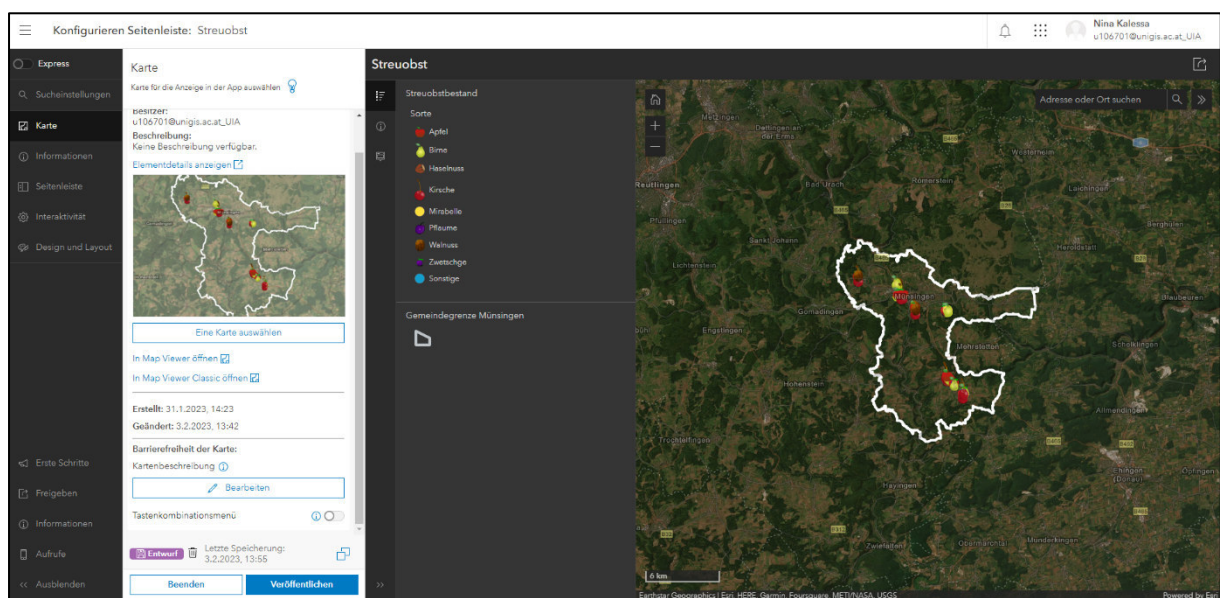 Konfigurieren Seitenleiste: Streuobst
Nina Kalessa
u106701@unigis.ac.at_UIA
Express
Sucheinstellungen
Karte
Informationen
Seitenleiste
Interaktivität
Design und Layout
Erste Schritte
Freigeben
Informationen
Aufrufe
<< Ausblenden
Karte
Karte für die Anzeige in der App auswählen
Besitzer:
u106701@unigis.ac.at_UIA
Beschreibung:
Keine Beschreibung verfügbar.
Elementdetails anzeigen
Eine Karte auswählen
In Map Viewer öffnen
In Map Viewer Classic öffnen
Erstellt: 31.1.2023, 14:23
Geändert: 3.2.2023, 13:42
Barrierefreiheit der Karte:
Kartenbeschreibung
Bearbeiten
Tastenkombinationsmenü
Entwurf
Letzte Speicherung:
3.2.2023, 13:55
Beenden
Veröffentlichen
Streuobst
Streuobstbestand
Sorte
Apfel
Birne
Haselnuss
Kirsche
Mirabelle
Pflaume
Walnuss
Zwetschge
Sonstige
Gemeindegrenze Münsingen
>>
Adresse oder Ort suchen
Metzingen
Dettingen an
der Erms
Westerheim
Reutlingen
Bad Urach
Römerstein
Laichingen
Pfullingen
Berghülen
Sankt Johann
Heroldstatt
Lichtenstein
Münsingen
Blaubeuren
Gomadingen
Engstingen
Mehrstetten
Schelklingen
Hohenstein
Allmendingen
Trochtelfingen
Ehingen
(Donau)
Öpfingen
Hayingen
Zwiefalten
Obermarchtal
Munderkingen
6 km
Earthstar Geographics | Esri, HERE, Garmin, Foursquare, METI/NASA, USGS
Powered by Esri